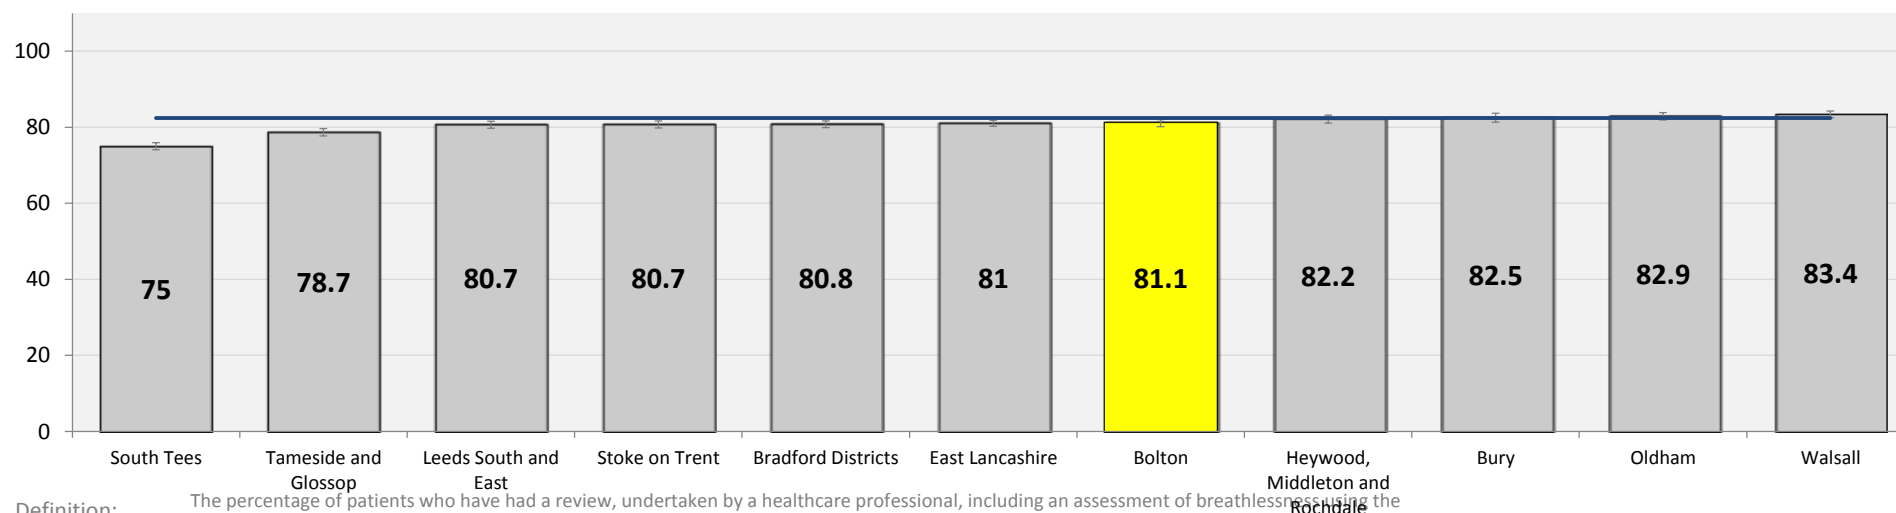 100
80
60
40
20
0
75
78.7
80.7
80.7
80.8
81
81.1
82.2
82.5
82.9
83.4
South Tees
Tameside and
Glossop
Leeds South and
East
Stoke on Trent
Bradford Districts
East Lancashire
Bolton
Heywood,
Middleton and
Rochdale
Bury
Oldham
Walsall
Definition:
The percentage of patients who have had a review, undertaken by a healthcare professional, including an assessment of breathlessness using the